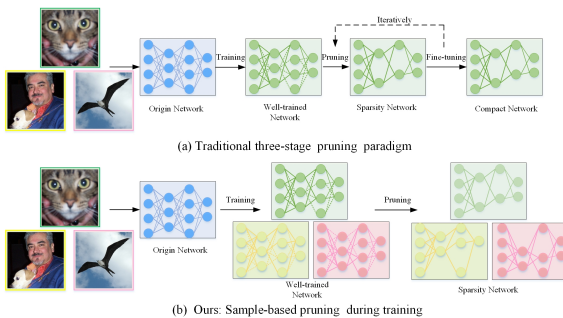 Iteratively
Training
Pruning
Fine-tuning
Origin Network
Well-trained
Network
Sparsity Network
Compact Network
(a) Traditional three-stage pruning paradigm
Training
Pruning
Origin Network
Well-trained
Network
Sparsity Network
(b) Ours: Sample-based pruning during training